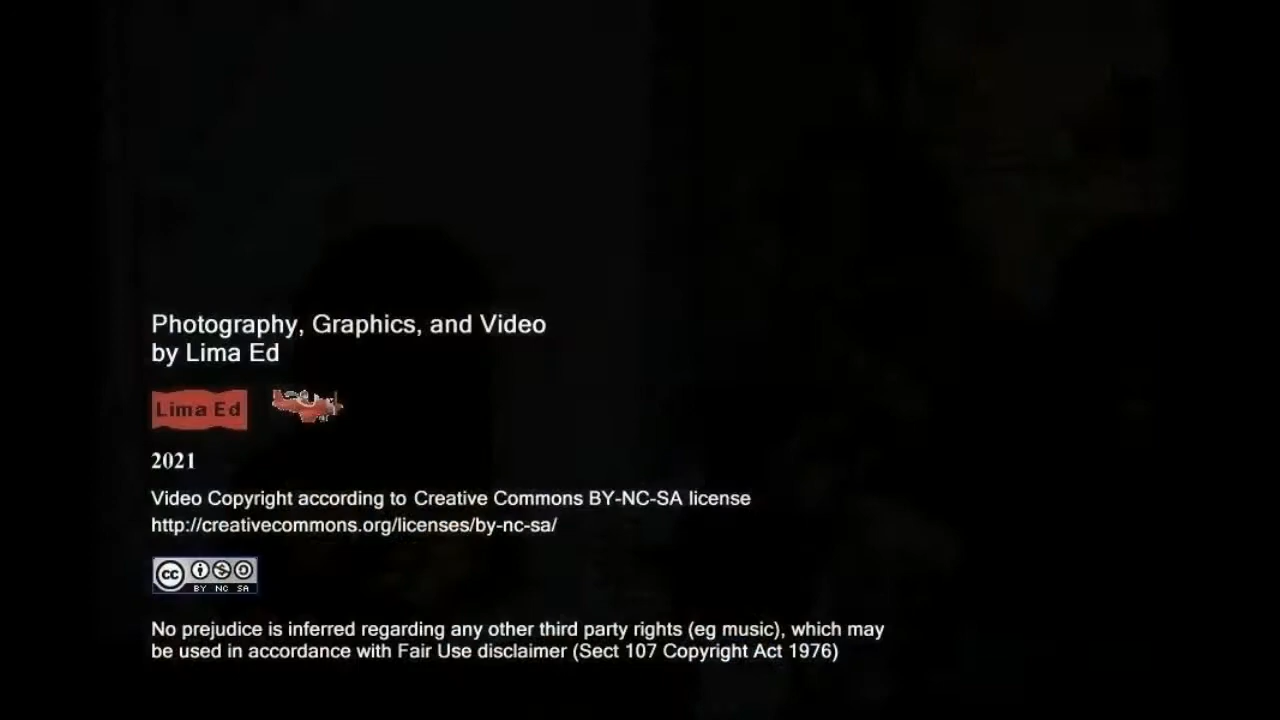 Photography, Graphics, and Video
by Lima Ed
Lima Ed
2021
Video Copyright according to Creative Commons BY-NC-SA license
http://creativecommons.org/licenses/by-nc-sa/
cc
BY NC SA
No prejudice is inferred regarding any other third party rights (eg music), which may
be used in accordance with Fair Use disclaimer (Sect 107 Copyright Act 1976)